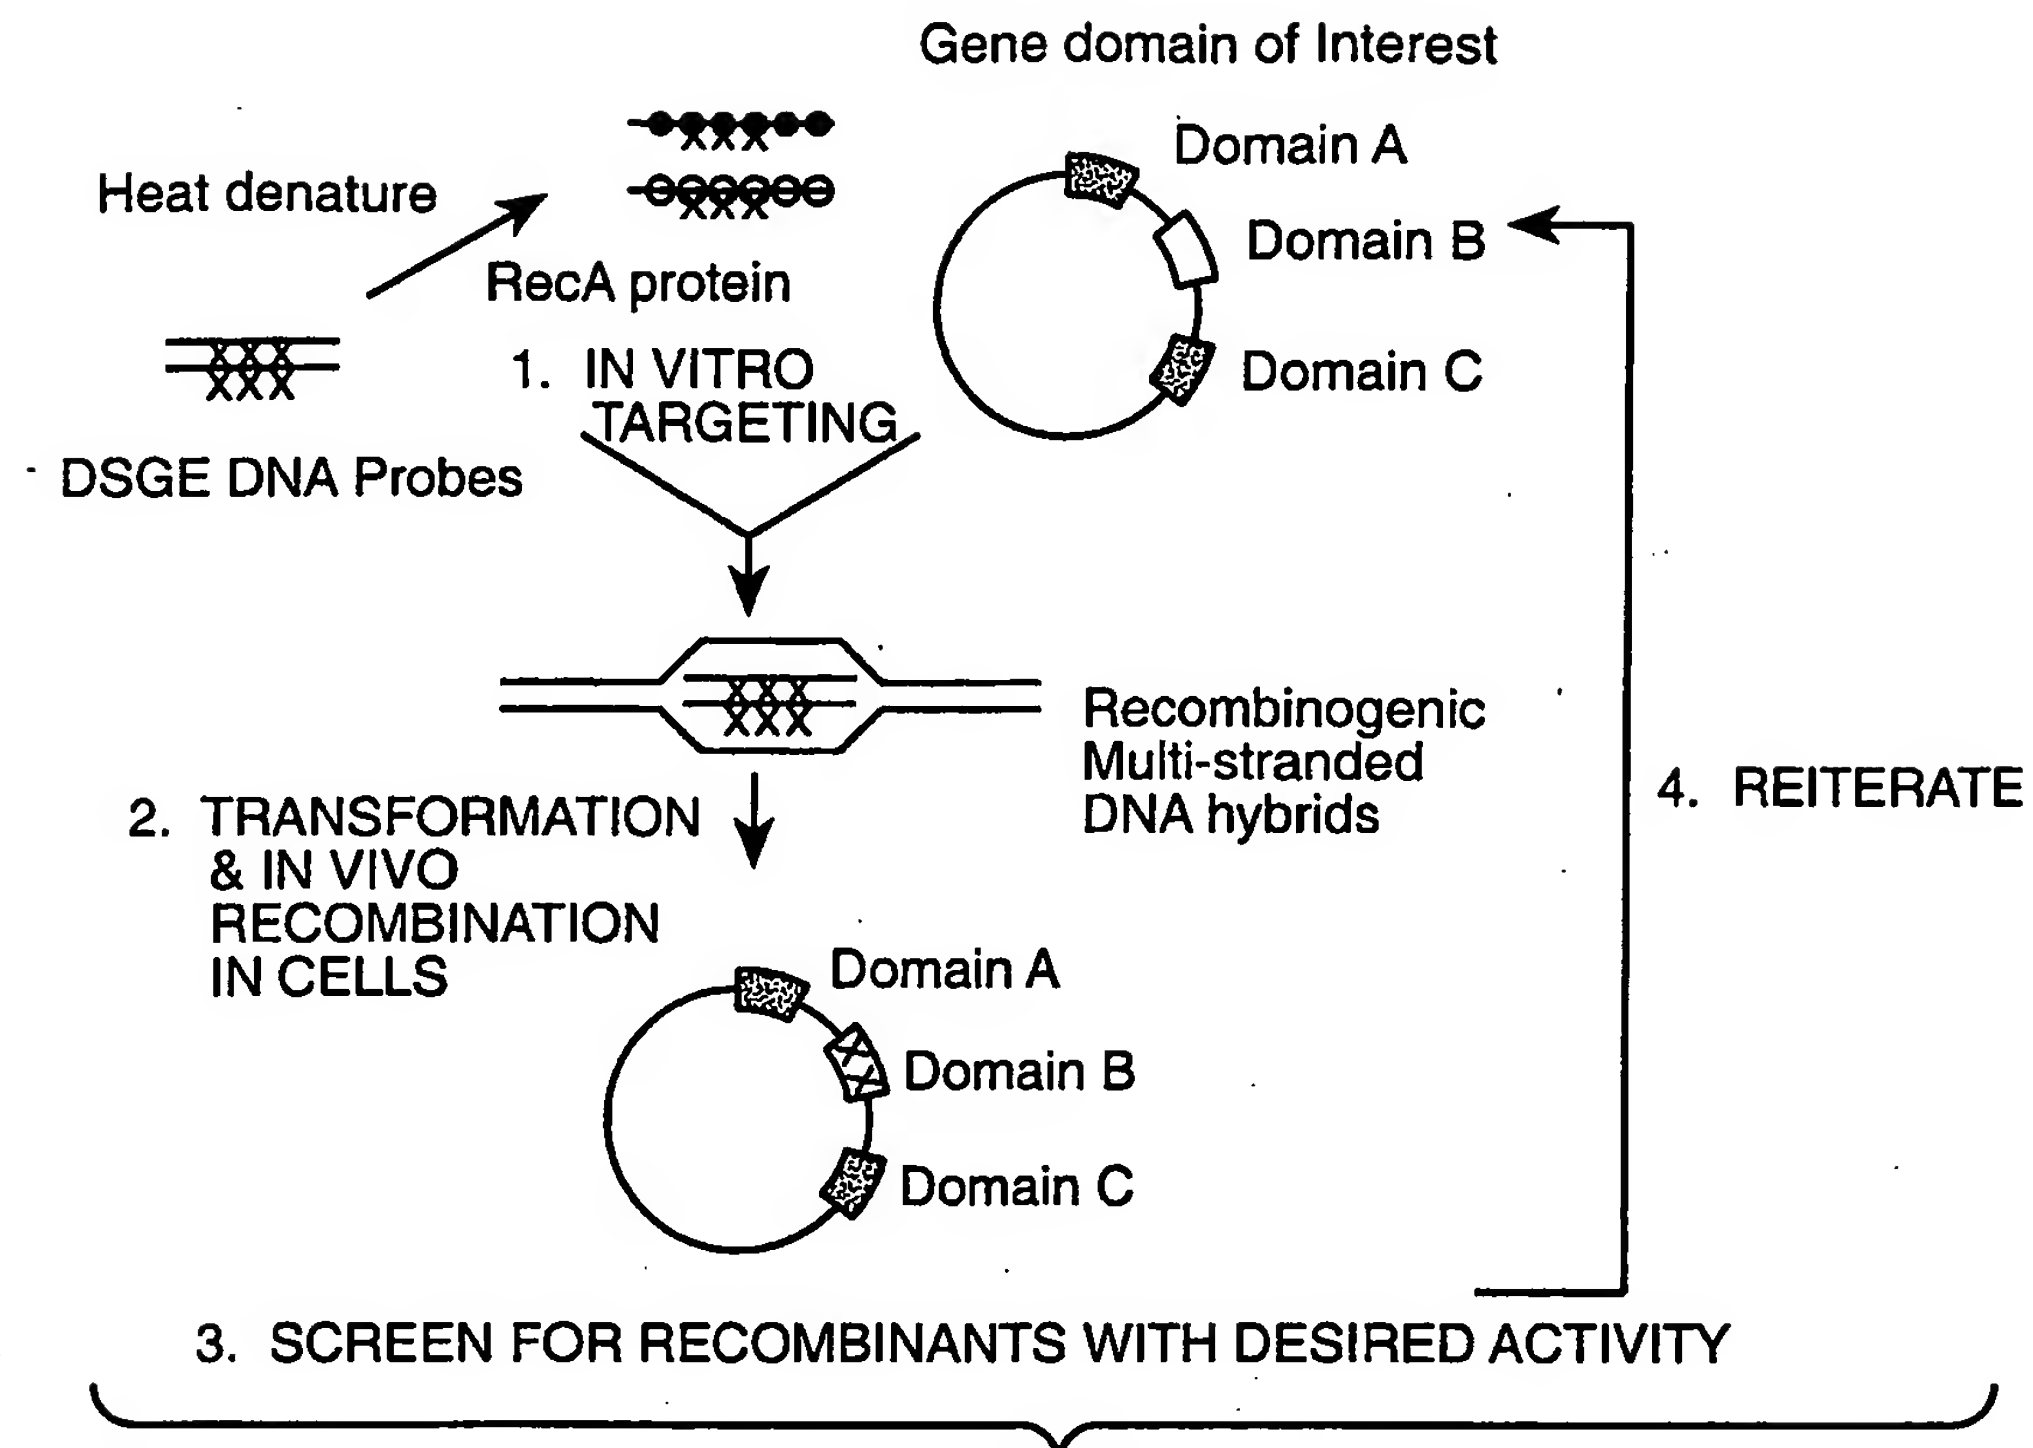 Gene domain of Interest
Heat denature
RecA protein
DSGE DNA Probes
1. IN VITRO
TARGETING
Domain A
Domain B
Domain C
Recombinogenic
Multi-stranded
DNA hybrids
2. TRANSFORMATION
& IN VIVO
RECOMBINATION
IN CELLS
Domain A
Domain B
Domain C
4. REITERATE
3. SCREEN FOR RECOMBINANTS WITH DESIRED ACTIVITY